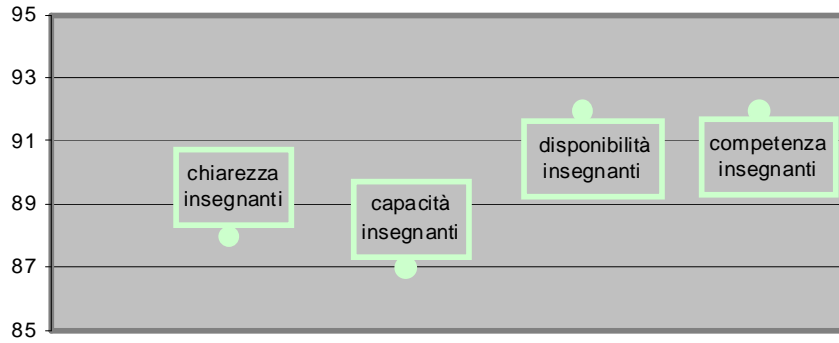 95
93
91
89
87
85
chiarezza
insegnanti
capacità
insegnanti
disponibilità
insegnanti
competenza
insegnanti